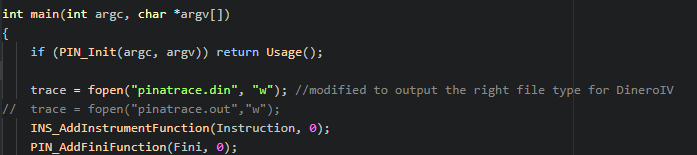 int main(int argc, char *argv[])
{
    if (PIN_Init(argc, argv)) return Usage();
    trace = fopen("pinatrace.din", "w"); //modified to output the right file type for DineroIV
//  trace = fopen("pinatrace.out","w");
    INS_AddInstrumentFunction(Instruction, 0);
    PIN_AddFiniFunction(Fini, 0);